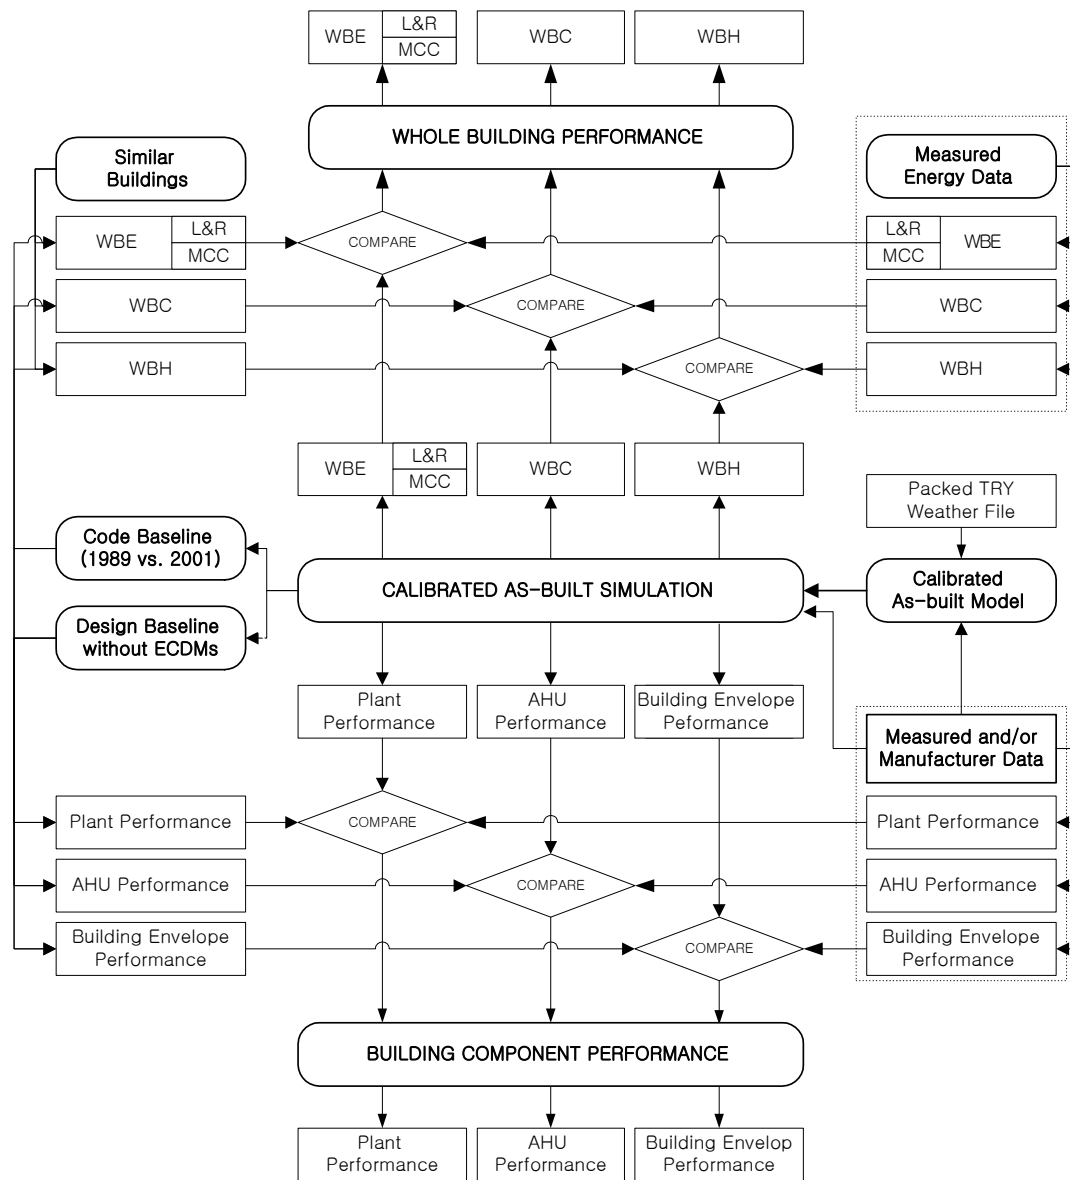 WBE
L&R
MCC
WBC
WBH
WHOLE BUILDING PERFORMANCE
Similar
Buildings
Measured
Energy Data
WBE
L&R
MCC
COMPARE
L&R
MCC
WBE
WBC
COMPARE
WBC
WBH
COMPARE
WBH
WBE
L&R
MCC
WBC
WBH
Packed TRY
Weather File
Code Baseline
(1989 vs. 2001)
CALIBRATED AS-BUILT SIMULATION
Calibrated
As-built Model
Design Baseline
without ECDMs
Plant
Performance
AHU
Performance
Building Envelope
Peformance
Measured and/or
Manufacturer Data
Plant Performance
COMPARE
Plant Performance
AHU Performance
COMPARE
AHU Performance
Building Envelope
Performance
COMPARE
Building Envelope
Performance
BUILDING COMPONENT PERFORMANCE
Plant
Performance
AHU
Performance
Building Envelop
Performance